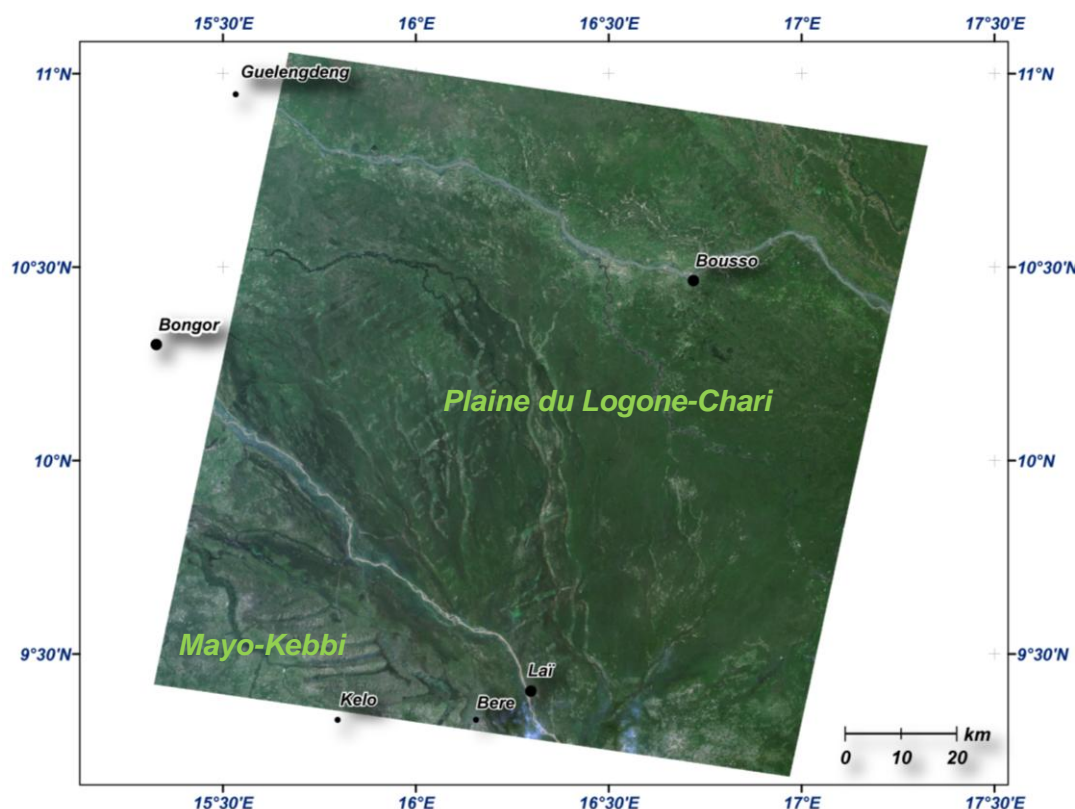 15°30'E
16°E
16°30'E
17°E
17°30'E
11°N
11°N
Guelengdeng
10°30'N
10°30'N
Bousso
Bongor
Plaine du Logone-Chari
10°N
10°N
9°30'N
9°30'N
Mayo-Kebbi
Laï
Kelo
Bere
km
0
10
20
15°30'E
16°E
16°30'E
17°E
17°30'E